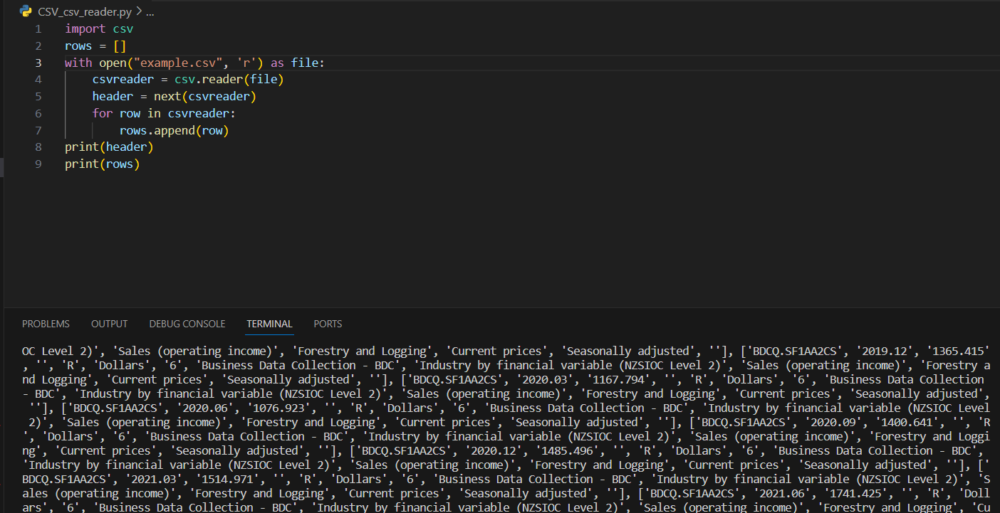 CSV_csv_reader.py > ...
1 import csv
2 rows = []
3 with open("example.csv", 'r') as file:
4     csvreader = csv.reader(file)
5     header = next(csvreader)
6     for row in csvreader:
7         rows.append(row)
8 print(header)
9 print(rows)
PROBLEMS OUTPUT DEBUG CONSOLE TERMINAL PORTS
OC Level 2)', 'Sales (operating income)', 'Forestry and Logging', 'Current prices', 'Seasonally adjusted', ''], ['BDCQ.SF1AA2CS', '2019.12', '1365.415'
, '', 'R', 'Dollars', '6', 'Business Data Collection - BDC', 'Industry by financial variable (NZSIOC Level 2)', 'Sales (operating income)', 'Forestry a
nd Logging', 'Current prices', 'Seasonally adjusted', ''], ['BDCQ.SF1AA2CS', '2020.03', '1167.794', '', 'R', 'Dollars', '6', 'Business Data Collection
- BDC', 'Industry by financial variable (NZSIOC Level 2)', 'Sales (operating income)', 'Forestry and Logging', 'Current prices', 'Seasonally adjusted',
 ''], ['BDCQ.SF1AA2CS', '2020.06', '1076.923', '', 'R', 'Dollars', '6', 'Business Data Collection - BDC', 'Industry by financial variable (NZSIOC Level
 2)', 'Sales (operating income)', 'Forestry and Logging', 'Current prices', 'Seasonally adjusted', ''], ['BDCQ.SF1AA2CS', '2020.09', '1400.641', '', 'R
', 'Dollars', '6', 'Business Data Collection - BDC', 'Industry by financial variable (NZSIOC Level 2)', 'Sales (operating income)', 'Forestry and Loggi
ng', 'Current prices', 'Seasonally adjusted', ''], ['BDCQ.SF1AA2CS', '2020.12', '1485.496', '', 'R', 'Dollars', '6', 'Business Data Collection - BDC',
'Industry by financial variable (NZSIOC Level 2)', 'Sales (operating income)', 'Forestry and Logging', 'Current prices', 'Seasonally adjusted', ''], ['
BDCQ.SF1AA2CS', '2021.03', '1514.971', '', 'R', 'Dollars', '6', 'Business Data Collection - BDC', 'Industry by financial variable (NZSIOC Level 2)', 'S
ales (operating income)', 'Forestry and Logging', 'Current prices', 'Seasonally adjusted', ''], ['BDCQ.SF1AA2CS', '2021.06', '1741.425', '', 'R', 'Doll
ars', '6', 'Business Data Collection - BDC', 'Industry by financial variable (NZSIOC Level 2)', 'Sales (operating income)', 'Forestry and Logging', 'Cu